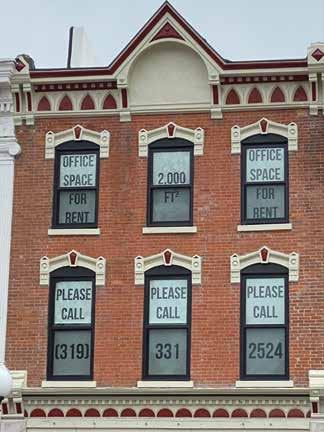 OFFICE
SPACE
FOR
RENT
2,000
FT²
OFFICE
SPACE
FOR
RENT
PLEASE
CALL
(319)
PLEASE
CALL
331
PLEASE
CALL
2524